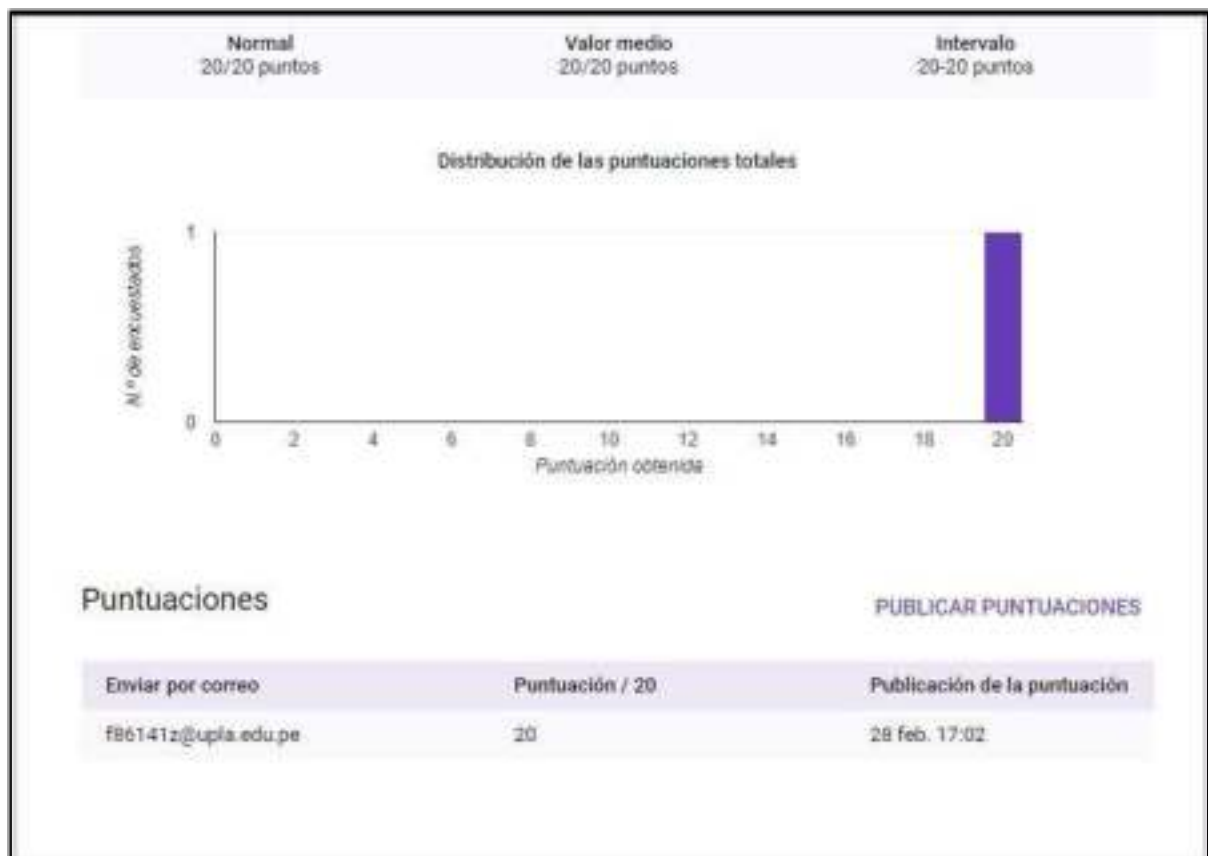 Normal Valor medio Intervalo
20/20 puntos 20/20 puntos 20-20 puntos
Distribución de las puntuaciones totales
N.º de encuestados
1
0
0 2 4 6 8 10 12 14 16 18 20
Puntuación obtenida
Puntuaciones PUBLICAR PUNTUACIONES
Enviar por correo Puntuación / 20 Publicación de la puntuación
f86141z@upla.edu.pe 20 28 feb. 17:02